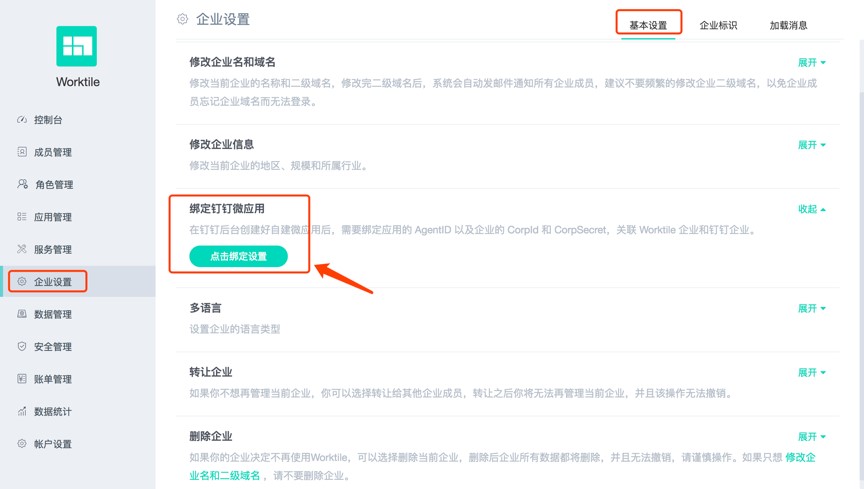 企业设置
基本设置
企业标识
加载消息
Worktile
控制台
成员管理
角色管理
应用管理
服务管理
企业设置
数据管理
安全管理
账单管理
数据统计
帐户设置
修改企业名和域名
展开
修改当前企业的名称和二级域名，修改完二级域名后，系统会自动发邮件通知所有企业成员，建议不要频繁的修改企业二级域名，以免企业成
员忘记企业域名而无法登录。
修改企业信息
展开
修改当前企业的地区、规模和所属行业。
绑定钉钉微应用
收起
在钉钉后台创建好自建微应用后，需要绑定应用的 AgentID 以及企业的 CorpId 和 CorpSecret，关联 Worktile 企业和钉钉企业。
点击绑定设置
多语言
展开
设置企业的语言类型
转让企业
展开
如果你不想再管理当前企业，你可以选择转让给其他企业成员，转让之后你将无法再管理当前企业，并且该操作无法撤销。
删除企业
展开
如果你的企业决定不再使用Worktile，可以选择删除当前企业，删除后企业所有数据都将删除，并且无法撤销，请谨慎操作。如果只想 修改企
业名和二级域名 ，请不要删除企业。